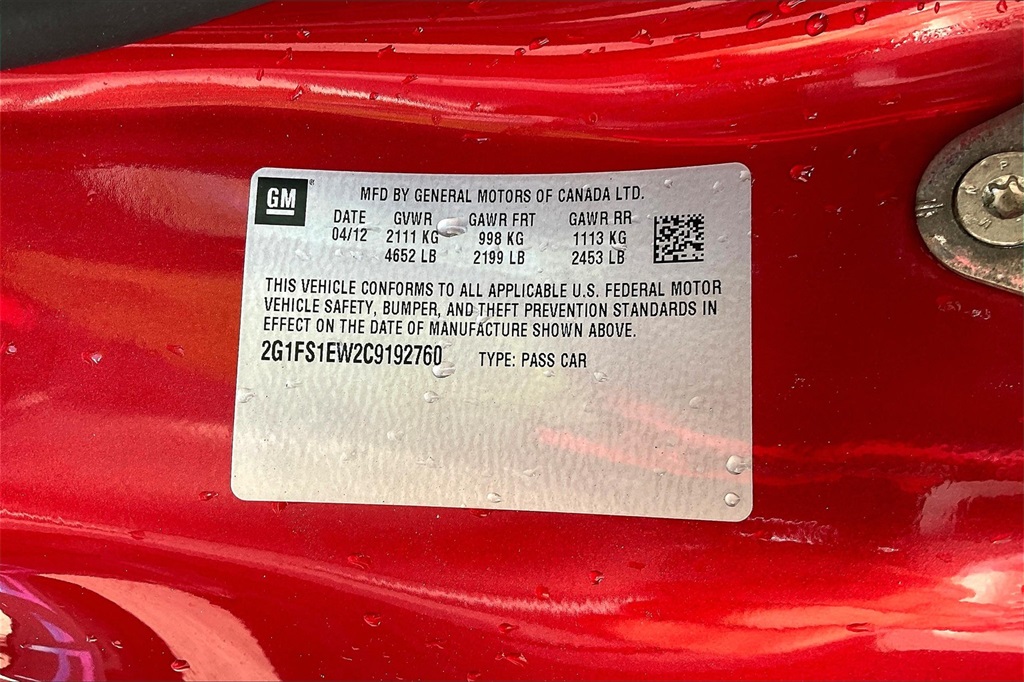 GM
MFD BY GENERAL MOTORS OF CANADA LTD.
DATE GVWR GAWR FRT GAWR RR
04/12 2111 KG 998 KG 1113 KG
4652 LB 2199 LB 2453 LB
THIS VEHICLE CONFORMS TO ALL APPLICABLE U.S. FEDERAL MOTOR
VEHICLE SAFETY, BUMPER, AND THEFT PREVENTION STANDARDS IN
EFFECT ON THE DATE OF MANUFACTURE SHOWN ABOVE.
2G1FS1EW2C9192760 TYPE: PASS CAR